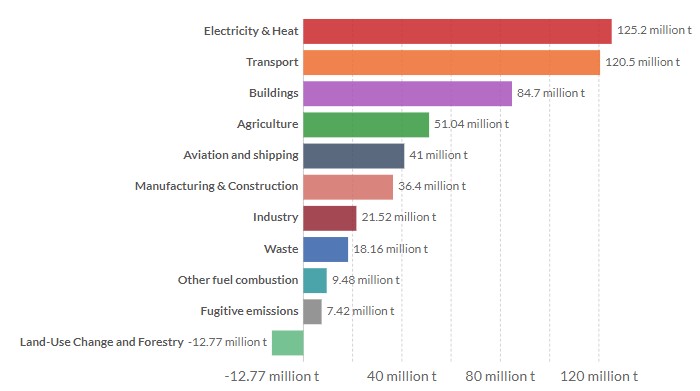 Electricity & Heat 125.2 million t
Transport 120.5 million t
Buildings 84.7 million t
Agriculture 51.04 million t
Aviation and shipping 41 million t
Manufacturing & Construction 36.4 million t
Industry 21.52 million t
Waste 18.16 million t
Other fuel combustion 9.48 million t
Fugitive emissions 7.42 million t
Land-Use Change and Forestry -12.77 million t
-12.77 million t 40 million t 80 million t 120 million t